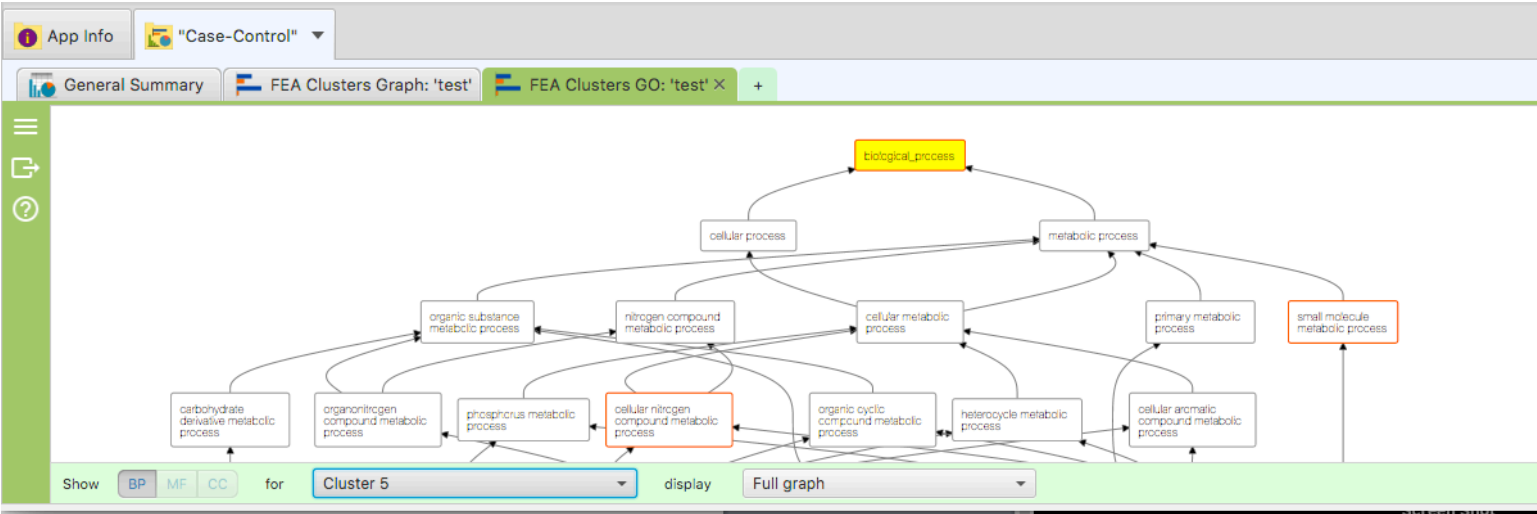 App Info
"Case-Control"
General Summary
FEA Clusters Graph: 'test'
FEA Clusters GO: 'test'
+
biological_process
cellular process
metabolic process
organic substance
metabolic process
nitrogen compound
metabolic process
cellular metabolic
process
primary metabolic
process
small molecule
metabolic process
carbohydrate
derivative metabolic
process
organonitrogen
compound metabolic
process
phosphorus metabolic
process
cellular nitrogen
compound metabolic
process
organic cyclic
compound metabolic
process
heterocycle metabolic
process
cellular aromatic
compound metabolic
process
Show BP MF CC for Cluster 5 display Full graph